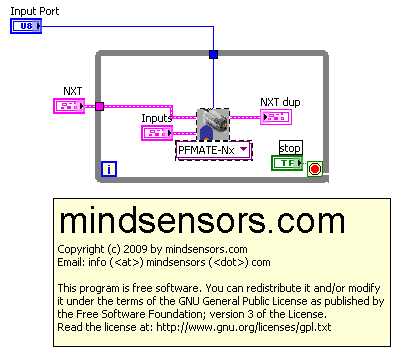 Input Port
U8
NXT
Inputs
NXT dup
PFMATE-Nx
stop
TF
i
mindsensors.com
Copyright (c) 2009 by mindsensors.com
Email: info (<at>) mindsensors (<dot>) com
This program is free software. You can redistribute it and/or modify
it under the terms of the GNU General Public License as published by
the Free Software Foundation; version 3 of the License.
Read the license at: http://www.gnu.org/licenses/gpl.txt